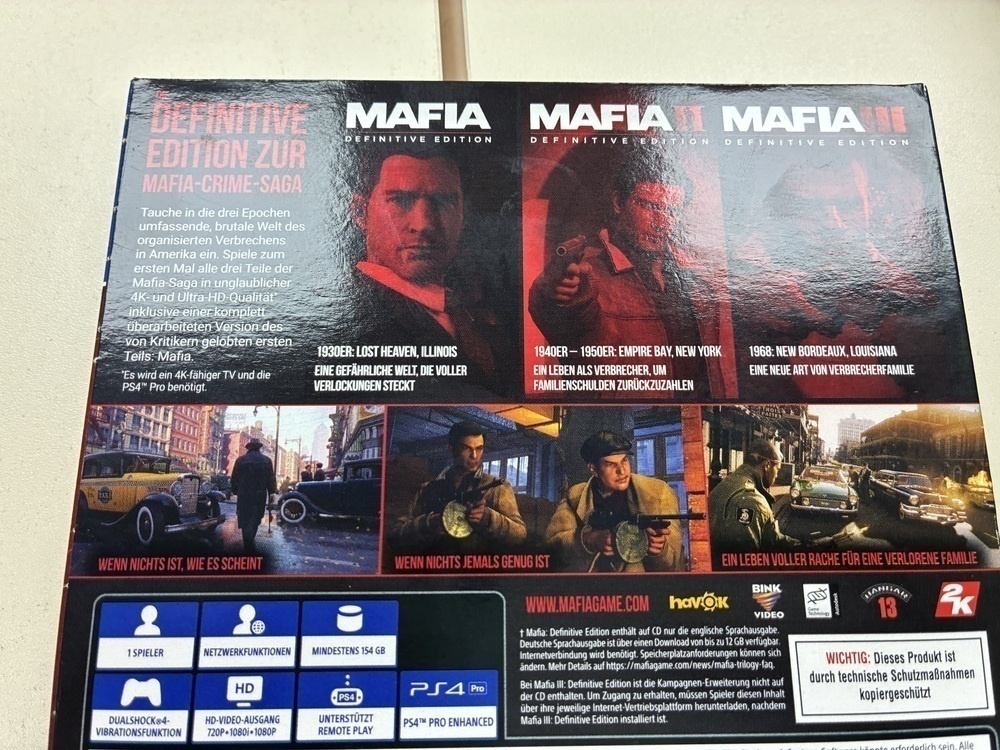 DIE
DEFINITIVE
EDITION ZUR
MAFIA-CRIME-SAGA
Tauche in die drei Epochen
umfassende, brutale Welt des
organisierten Verbrechens
in Amerika ein. Spiele zum
ersten Mal alle drei Teile der
Mafia-Saga in unglaublicher
4K- und Ultra-HD-Qualität*
inklusive einer komplett
überarbeiteten Version des
von Kritikern gelobten ersten
Teils: Mafia.
*Es wird ein 4K-fähiger TV und die
PS4™ Pro benötigt.
MAFIA
DEFINITIVE EDITION
1930ER: LOST HEAVEN, ILLINOIS
EINE GEFÄHRLICHE WELT, DIE VOLLER
VERLOCKUNGEN STECKT
MAFIA II
DEFINITIVE EDITION
1940ER – 1950ER: EMPIRE BAY, NEW YORK
EIN LEBEN ALS VERBRECHER, UM
FAMILIENSCHULDEN ZURÜCKZUZAHLEN
MAFIA III
DEFINITIVE EDITION
1968: NEW BORDEAUX, LOUISIANA
EINE NEUE ART VON VERBRECHERFAMILIE
TAXI
WENN NICHTS IST, WIE ES SCHEINT
WENN NICHTS JEMALS GENUG IST
EIN LEBEN VOLLER RACHE FÜR EINE VERLORENE FAMILIE
1 SPIELER
NETZWERKFUNKTIONEN
MINDESTENS 154 GB
DUALSHOCK®4-
VIBRATIONSFUNKTION
HD
HD-VIDEO-AUSGANG
720P•1080i•1080P
PS4
UNTERSTÜTZT
REMOTE PLAY
PS4 Pro
PS4™ PRO ENHANCED
WWW.MAFIAGAME.COM
havok
BINK
VIDEO
Game
Technology
Autodesk
HANGAR
13
2K
† Mafia: Definitive Edition enthält auf CD nur die englische Sprachausgabe.
Deutsche Sprachausgabe ist über einen Download von bis zu 12 GB verfügbar.
Internetverbindung wird benötigt. Speicherplatzanforderungen können sich
ändern. Mehr Details auf https://mafiagame.com/news/mafia-trilogy-faq.
Bei Mafia III: Definitive Edition ist die Kampagnen-Erweiterung nicht auf
der CD enthalten. Um Zugang zu erhalten, müssen Spieler diesen Inhalt
über ihre jeweilige Internet-Vertriebsplattform herunterladen, nachdem
Mafia III: Definitive Edition installiert ist.
WICHTIG: Dieses Produkt ist
durch technische Schutzmaßnahmen
kopiergeschützt
Software könnte erforderlich sein. Alle